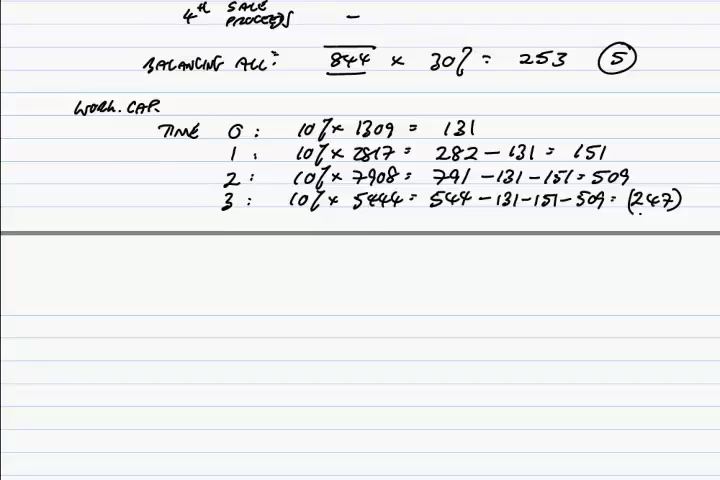 4th SALE PROCEEDS -
BALANCING ALL: 844 × 30% = 253 5
WORK. CAP.
TIME 0: 10% × 1309 = 131
1: 10% × 2817 = 282 - 131 = 151
2: 10% × 7908 = 791 - 131 - 151 = 509
3: 10% × 5444 = 544 - 131 - 151 - 509 = (247)